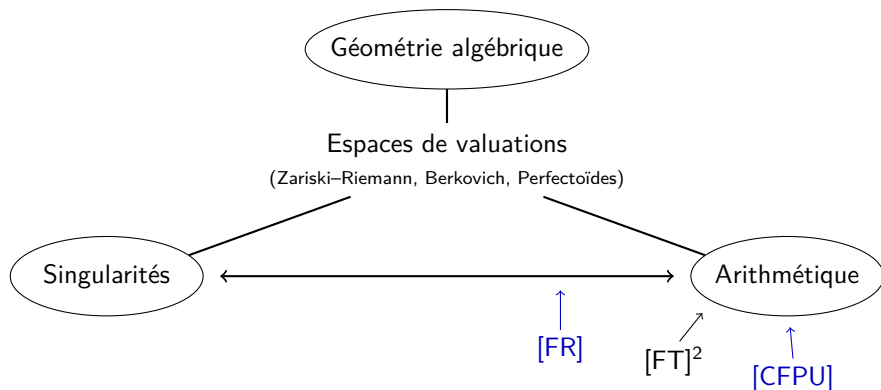 Géométrie algébrique
Espaces de valuations
(Zariski–Riemann, Berkovich, Perfectoïdes)
Singularités
Arithmétique
[FR]
[FT]²
[CFPU]